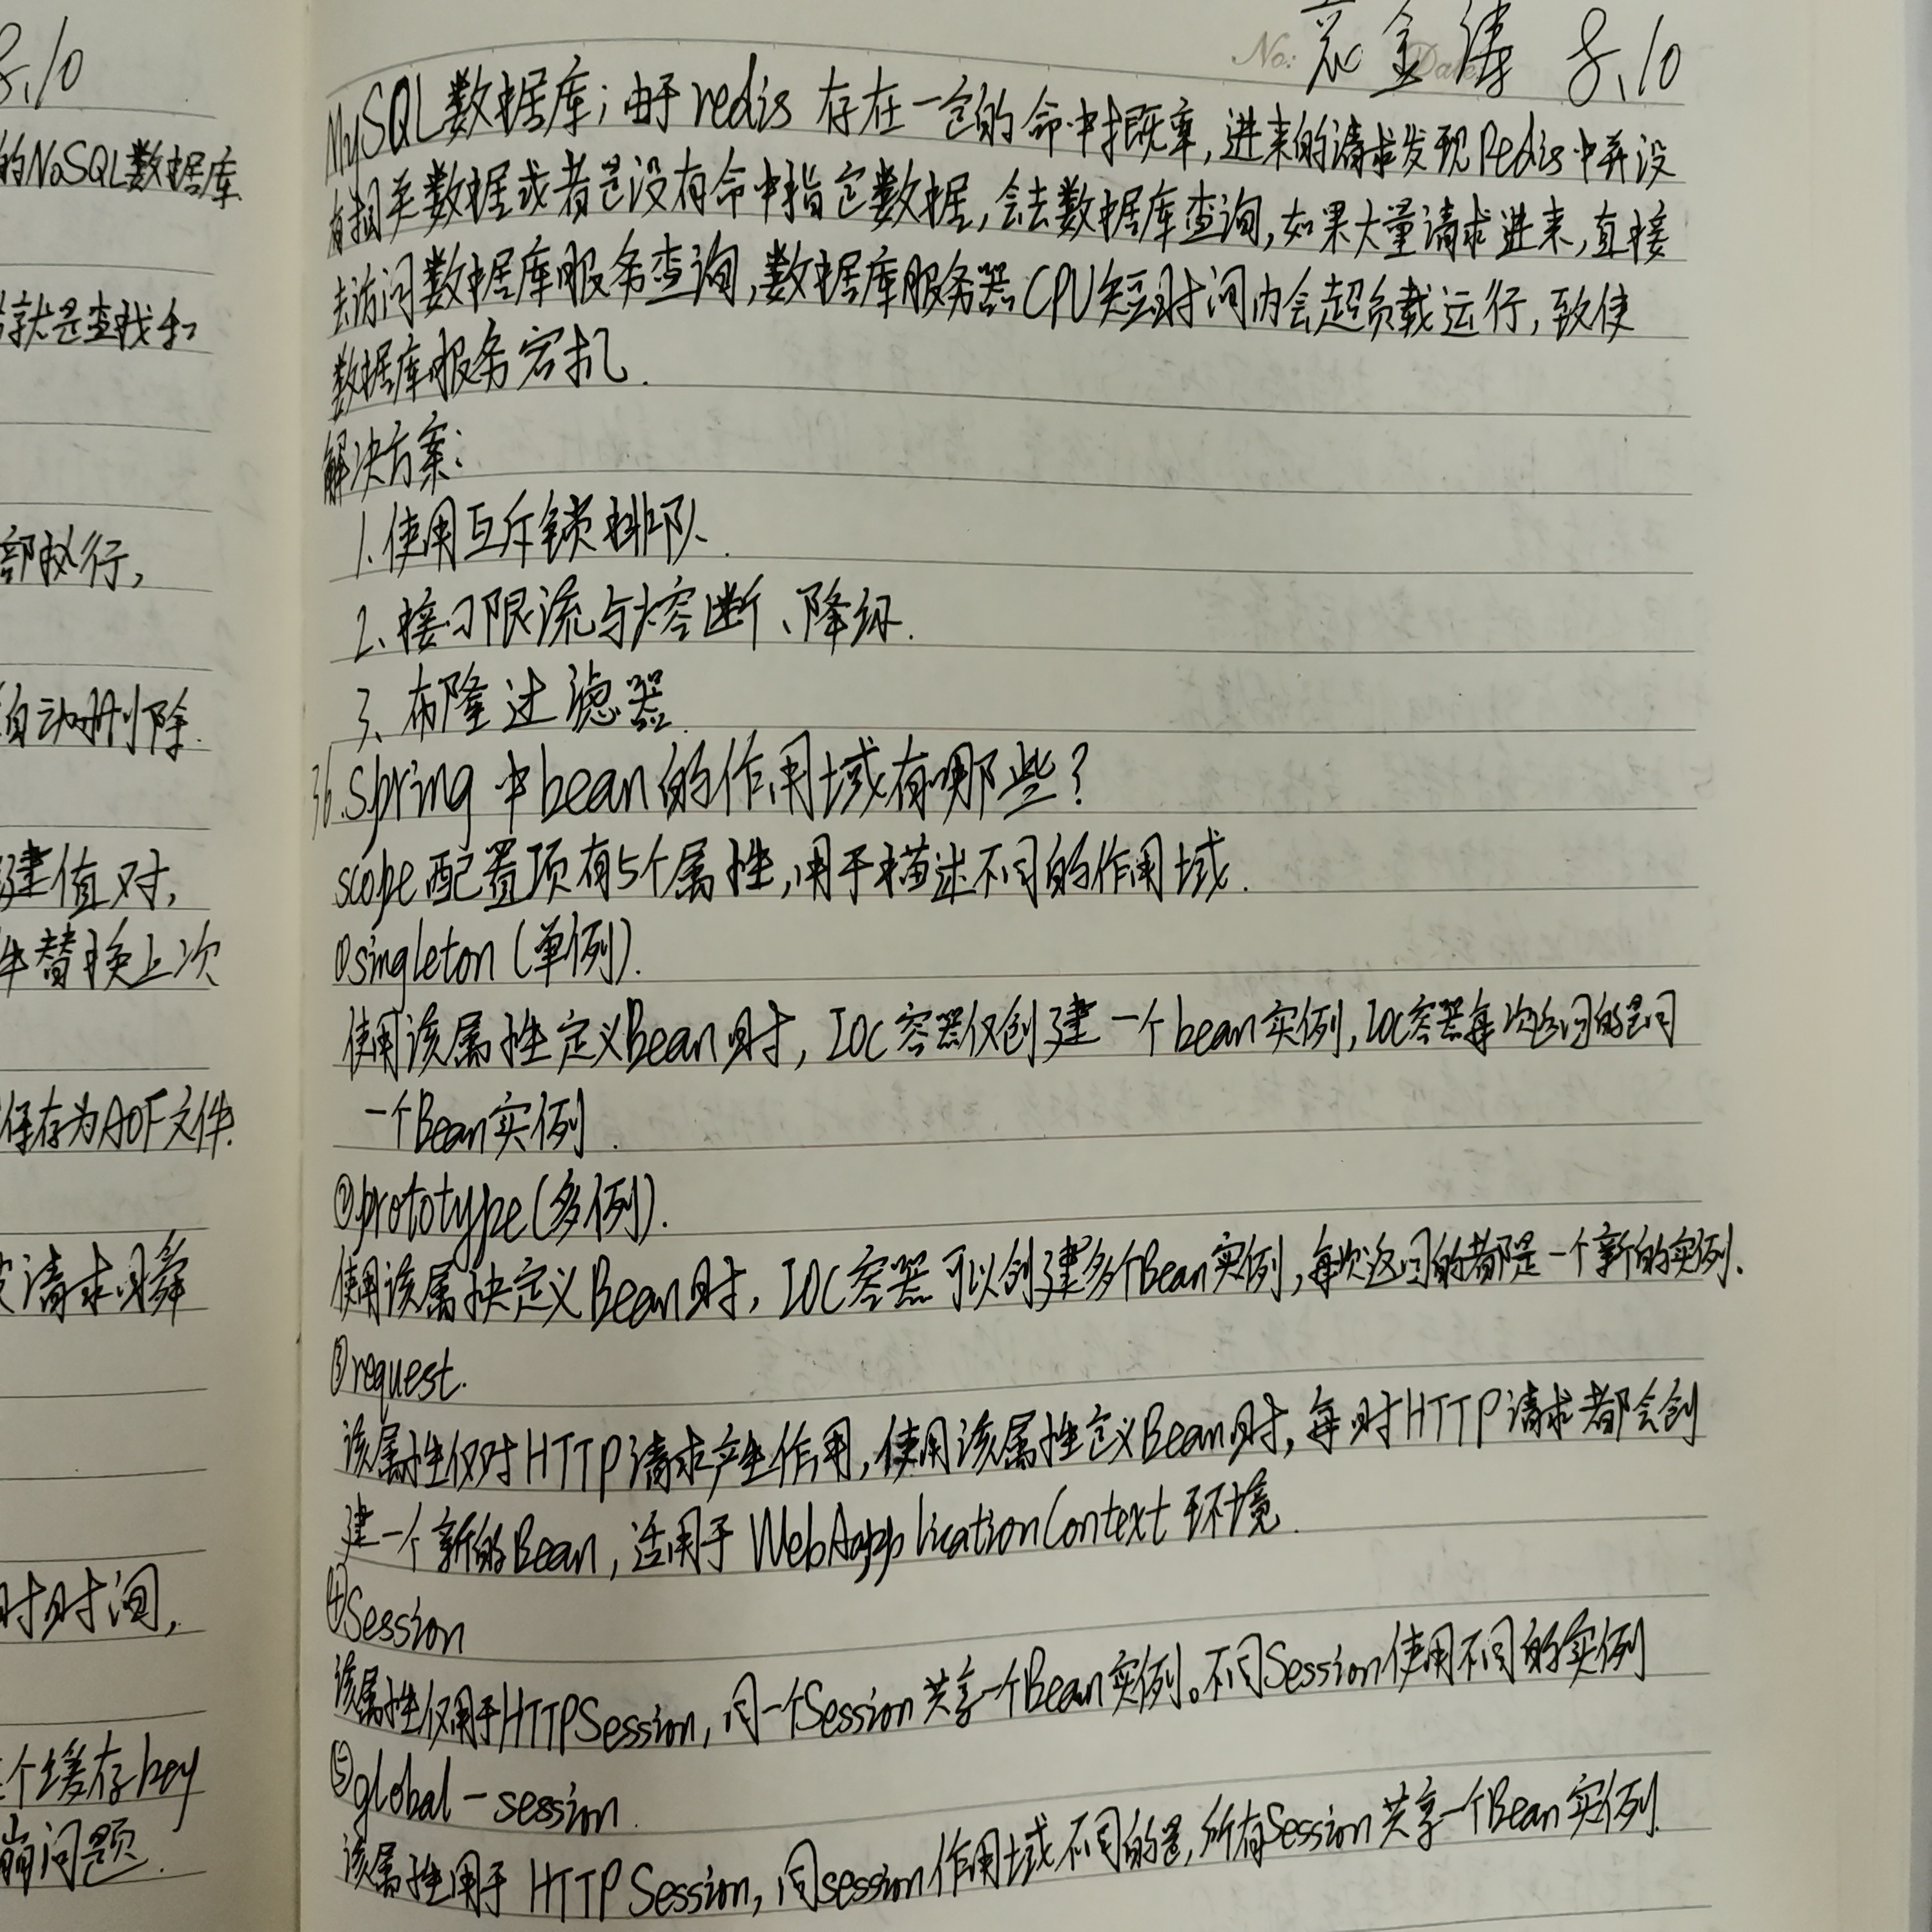 8.10
的NoSQL数据库
就是查找和
部执行,
自动删除.
建值对,
件替换上次
保存为AOF文件.
请求瞬
时时间,
个缓存key
崩问题.
No: 金涛 Date 8.10
MySQL数据库;由于redis 存在一定的命中概率,进来的请求发现Redis中并没
有相关数据或者是没有命中指定数据,会去数据库查询,如果大量请求进来,直接
去访问数据库服务查询,数据库服务器CPU短时间内会超负载运行,致使
数据库服务宕机.
解决方案:
1.使用互斥锁排队.
2、接口限流与熔断、降级.
3、布隆过滤器.
36.Spring中bean的作用域有哪些?
scope配置项有5个属性,用于描述不同的作用域.
①singleton(单例).
使用该属性定义Bean时,IOC容器仅创建一个bean实例,IOC容器每次返回的是同
一个Bean实例.
②prototype(多例).
使用该属性定义Bean时,IOC容器可以创建多个Bean实例,每次返回的都是一个新的实例.
③request.
该属性仅对HTTP请求产生作用,使用该属性定义Bean时,每时HTTP请求都会创
建一个新的Bean,适用于WebApplicationContext环境.
④Session
该属性仅用于HTTPSession,同一个Session共享一个Bean实例。不同Session使用不同的实例
⑤global-session.
该属性用于HTTPSession,同session作用域不同的是,所有Session共享一个Bean实例.